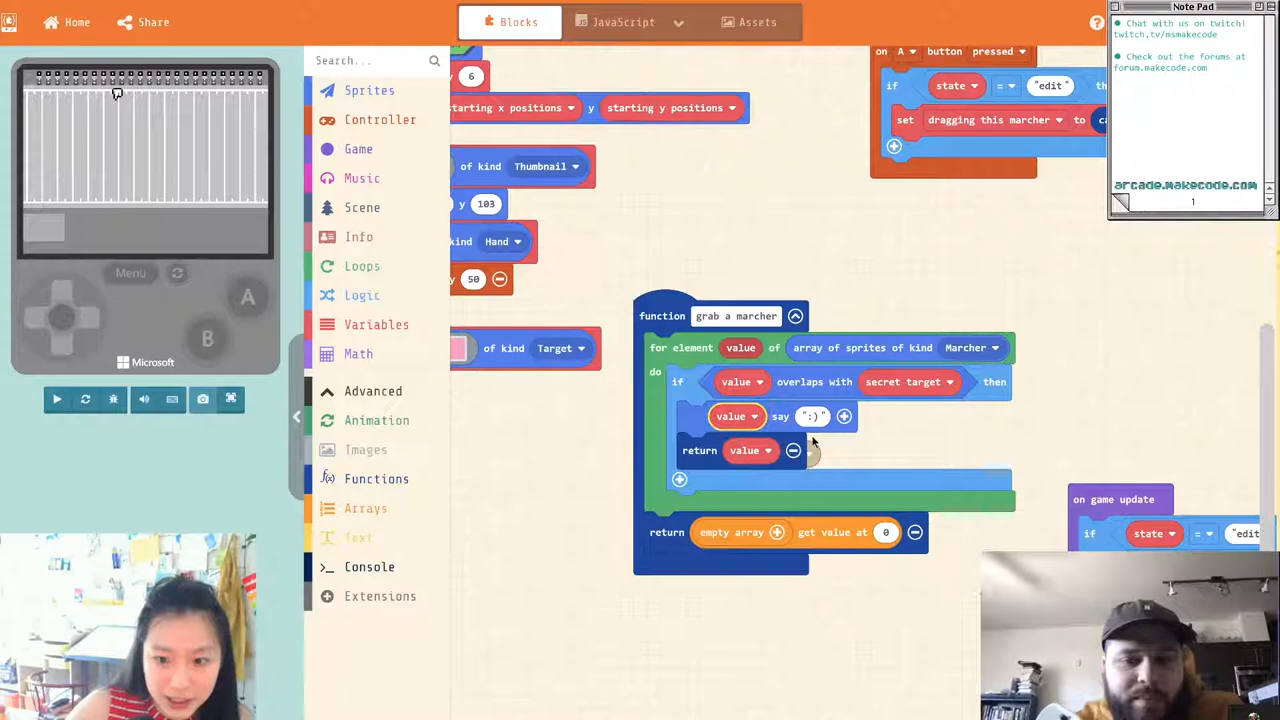 Home
Share
Blocks
JavaScript
Assets
?
Note Pad
Chat with us on twitch!
twitch.tv/msmakecode
Check out the forums at
forum.makecode.com
arcade.makecode.com
1
Search...
Sprites
Controller
Game
Music
Scene
Info
Loops
Logic
Variables
Math
Advanced
Animation
Images
Functions
Arrays
Text
Console
Extensions
Menu
A
B
Microsoft
y 6
starting x positions y starting y positions
of kind Thumbnail
y 103
kind Hand
y 50
of kind Target
on A button pressed
if state = "edit"
set dragging this marcher to
function grab a marcher
for element value of array of sprites of kind Marcher
do
if value overlaps with secret target then
value say ":)"
return value
return empty array get value at 0
on game update
if state = "edit